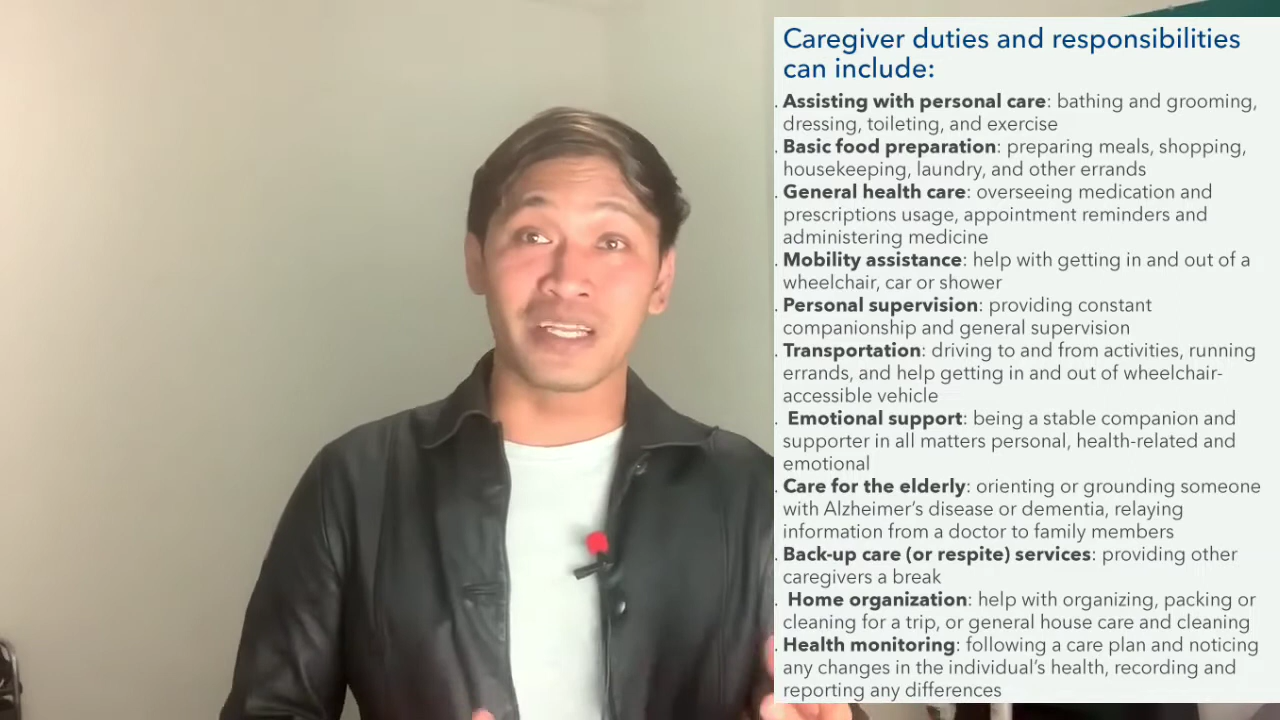 Caregiver duties and responsibilities
can include:
. Assisting with personal care: bathing and grooming,
dressing, toileting, and exercise
. Basic food preparation: preparing meals, shopping,
housekeeping, laundry, and other errands
. General health care: overseeing medication and
prescriptions usage, appointment reminders and
administering medicine
. Mobility assistance: help with getting in and out of a
wheelchair, car or shower
. Personal supervision: providing constant
companionship and general supervision
. Transportation: driving to and from activities, running
errands, and help getting in and out of wheelchair-
accessible vehicle
. Emotional support: being a stable companion and
supporter in all matters personal, health-related and
emotional
. Care for the elderly: orienting or grounding someone
with Alzheimer’s disease or dementia, relaying
information from a doctor to family members
. Back-up care (or respite) services: providing other
caregivers a break
. Home organization: help with organizing, packing or
cleaning for a trip, or general house care and cleaning
. Health monitoring: following a care plan and noticing
any changes in the individual’s health, recording and
reporting any differences